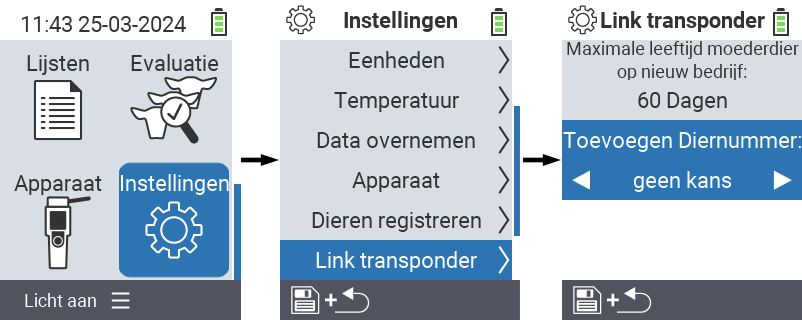 11:43 25-03-2024
Lijsten
Evaluatie
Apparaat
Instellingen
Licht aan
Instellingen
Eenheden
Temperatuur
Data overnemen
Apparaat
Dieren registreren
Link transponder
+
Link transponder
Maximale leeftijd moederdier
op nieuw bedrijf:
60 Dagen
Toevoegen Diernummer:
geen kans
+